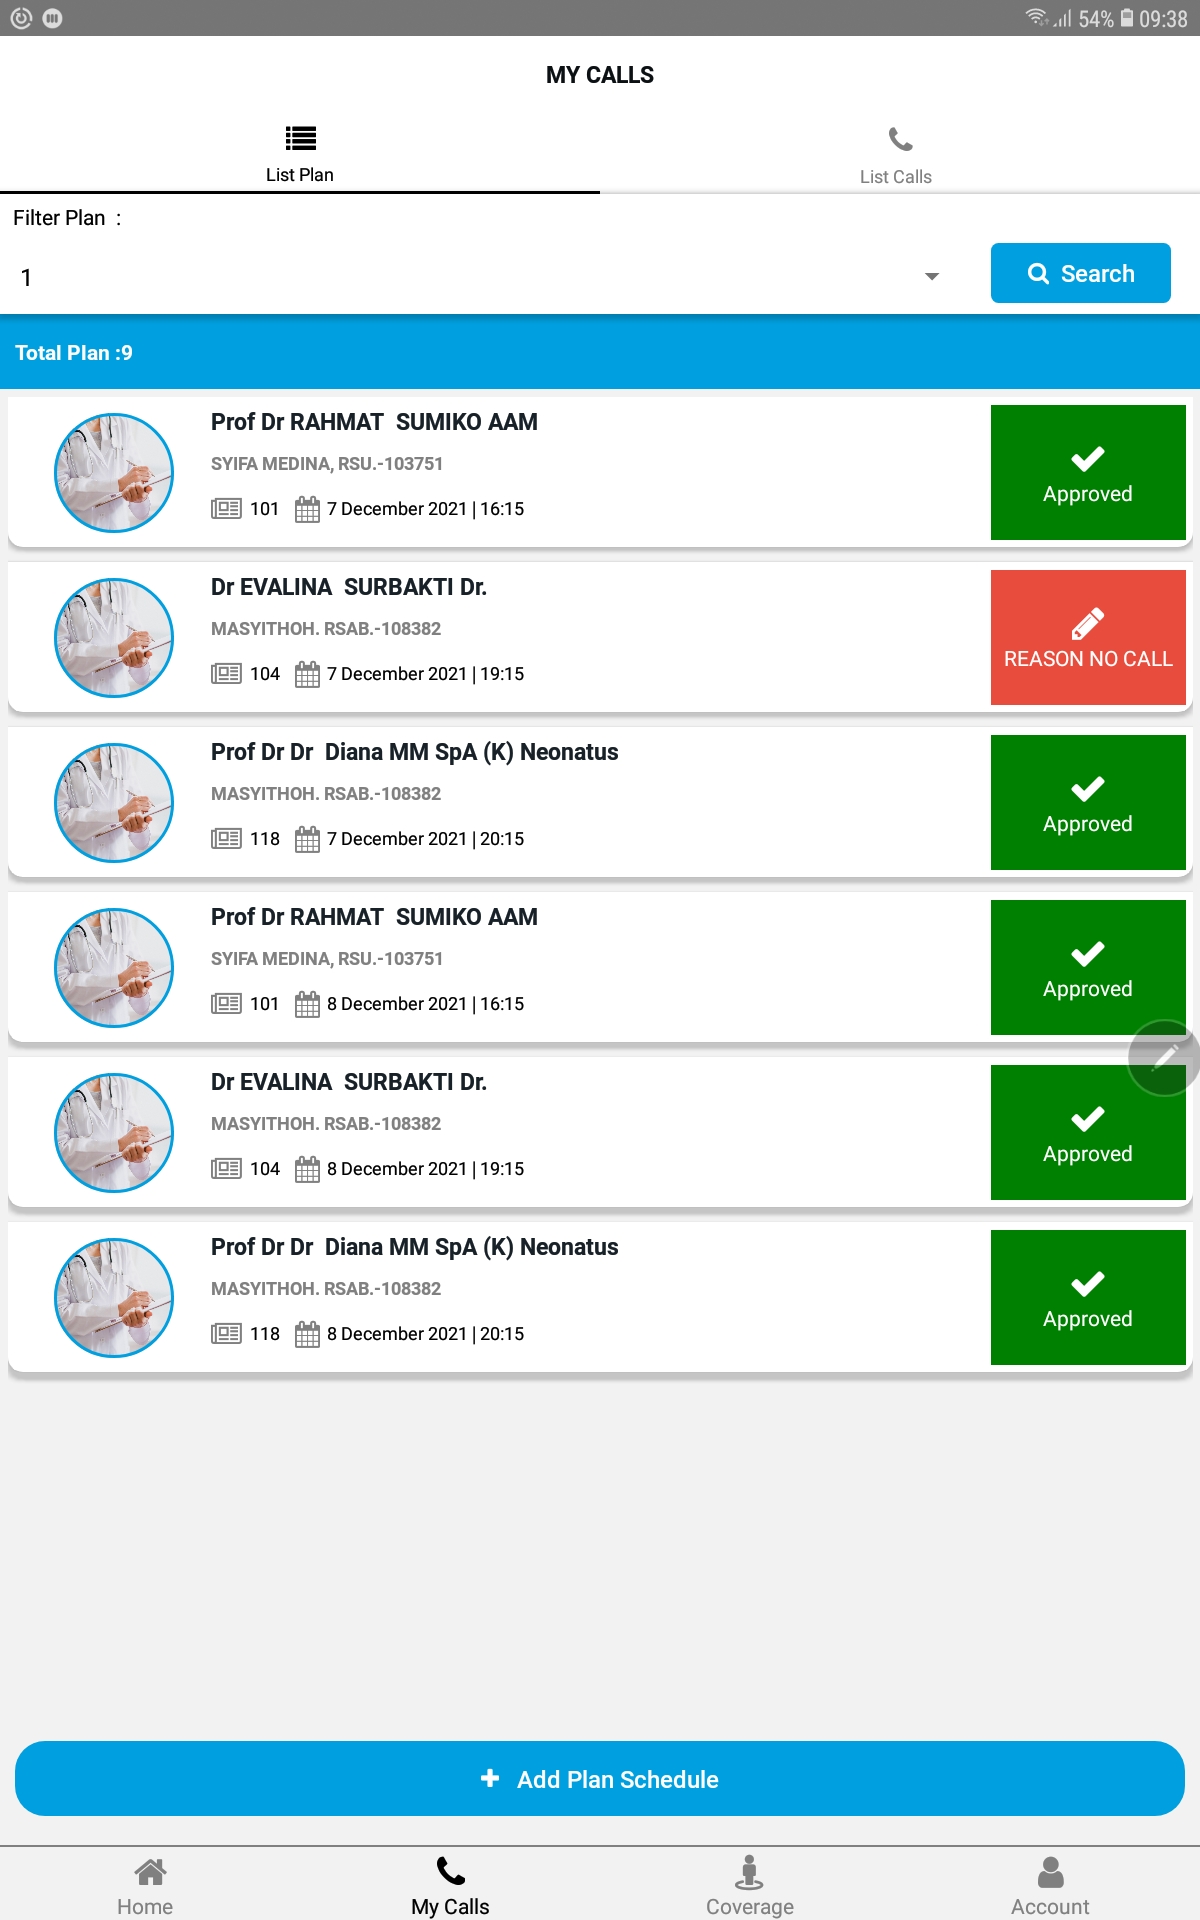 54% 09:38
MY CALLS
List Plan
List Calls
Filter Plan :
1
Search
Total Plan :9
Prof Dr RAHMAT  SUMIKO AAM
SYIFA MEDINA, RSU.-103751
101 7 December 2021 | 16:15
Approved
Dr EVALINA  SURBAKTI Dr.
MASYITHOH. RSAB.-108382
104 7 December 2021 | 19:15
REASON NO CALL
Prof Dr Dr  Diana MM SpA (K) Neonatus
MASYITHOH. RSAB.-108382
118 7 December 2021 | 20:15
Approved
Prof Dr RAHMAT  SUMIKO AAM
SYIFA MEDINA, RSU.-103751
101 8 December 2021 | 16:15
Approved
Dr EVALINA  SURBAKTI Dr.
MASYITHOH. RSAB.-108382
104 8 December 2021 | 19:15
Approved
Prof Dr Dr  Diana MM SpA (K) Neonatus
MASYITHOH. RSAB.-108382
118 8 December 2021 | 20:15
Approved
Add Plan Schedule
Home
My Calls
Coverage
Account